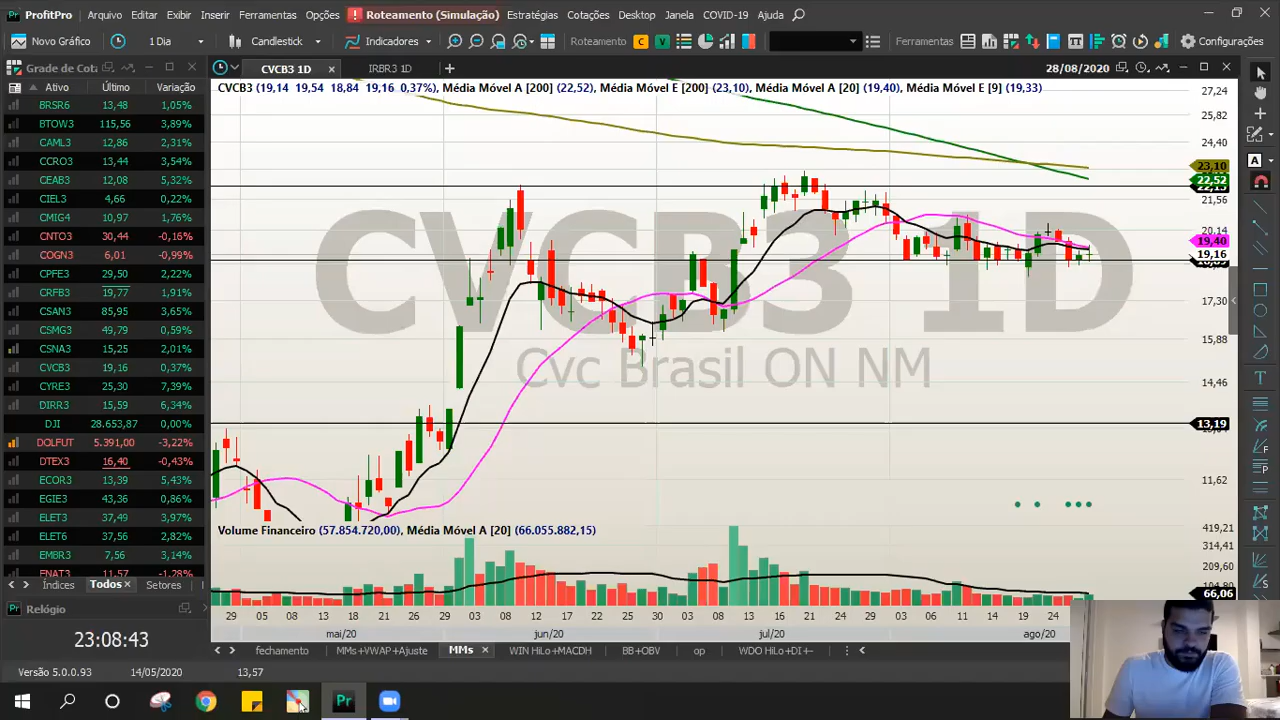 ProfitPro Arquivo Editar Exibir Inserir Ferramentas Opções Roteamento (Simulação) Estratégias Cotações Desktop Janela COVID-19 Ajuda
Novo Gráfico 1 Dia Candlestick Indicadores Roteamento C V Ferramentas Configurações
Grade de Cot CVCB3 1D IRBR3 1D 28/08/2020
Ativo Último Variação
BRSR6 13,48 1,05%
BTOW3 115,56 3,89%
CAML3 12,86 2,31%
CCRO3 13,44 3,54%
CEAB3 12,08 5,32%
CIEL3 4,66 0,22%
CMIG4 10,97 1,76%
CNTO3 30,44 -0,16%
COGN3 6,01 -0,99%
CPFE3 29,50 2,22%
CRFB3 19,77 1,91%
CSAN3 85,95 3,65%
CSMG3 49,79 0,59%
CSNA3 15,25 2,01%
CVCB3 19,16 0,37%
CYRE3 25,30 7,39%
DIRR3 15,59 6,34%
DJI 28.653,87 0,00%
DOLFUT 5.391,00 -3,22%
DTEX3 16,40 -0,43%
ECOR3 13,39 5,43%
EGIE3 43,36 0,86%
ELET3 37,49 3,97%
ELET6 37,56 2,82%
EMBR3 7,56 3,14%
ENAT3 11,57 -1,28%
Índices Todos Setores
Relógio
23:08:43
Versão 5.0.0.93 14/05/2020 13,57
CVCB3 (19,14 19,54 18,84 19,16 0,37%), Média Móvel A [200] (22,52), Média Móvel E [200] (23,10), Média Móvel A [20] (19,40), Média Móvel E [9] (19,33)
CVCB3 1D
Cvc Brasil ON NM
27,24
25,82
24,40
23,10
22,52
21,56
20,14
19,40
19,16
17,30
15,88
14,46
13,19
11,62
Volume Financeiro (57.854.720,00), Média Móvel A [20] (66.055.882,15)
419,21
314,41
209,60
104,80
66,06
29 05 08 13 18 21 26 29 03 08 12 17 22 25 30 03 08 13 16 21 24 29 03 06 11 14 19 24
mai/20 jun/20 jul/20 ago/20
fechamento MMs+VWAP+Ajuste MMs WIN HiLo+MACDH BB+OBV op WDO HiLo+DI+-
Pr